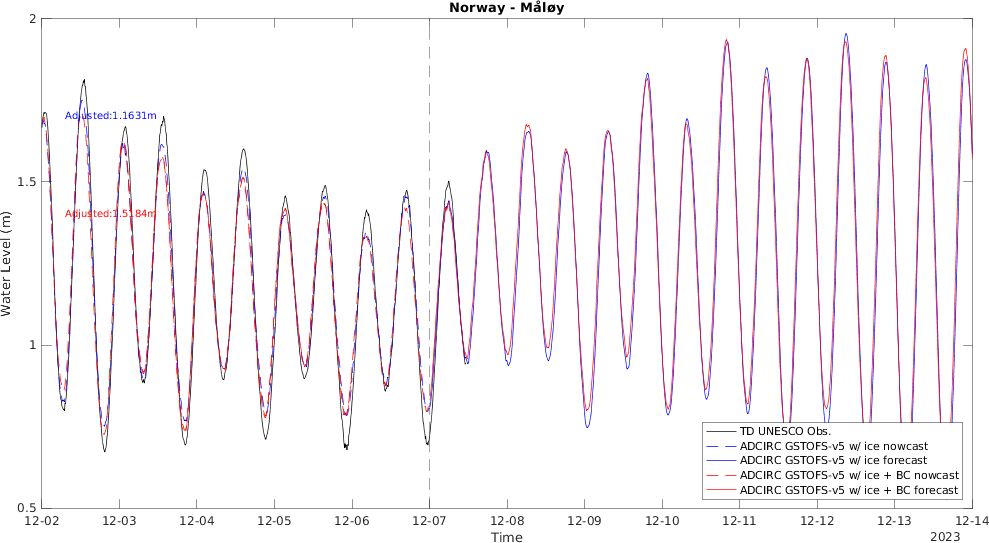 Norway - Måløy
2
1.5
1
0.5
Water Level (m)
Adjusted:1.1631m
Adjusted:1.5184m
TD UNESCO Obs.
ADCIRC GSTOFS-v5 w/ ice nowcast
ADCIRC GSTOFS-v5 w/ ice forecast
ADCIRC GSTOFS-v5 w/ ice + BC nowcast
ADCIRC GSTOFS-v5 w/ ice + BC forecast
12-02 12-03 12-04 12-05 12-06 12-07 12-08 12-09 12-10 12-11 12-12 12-13 12-14
Time
2023